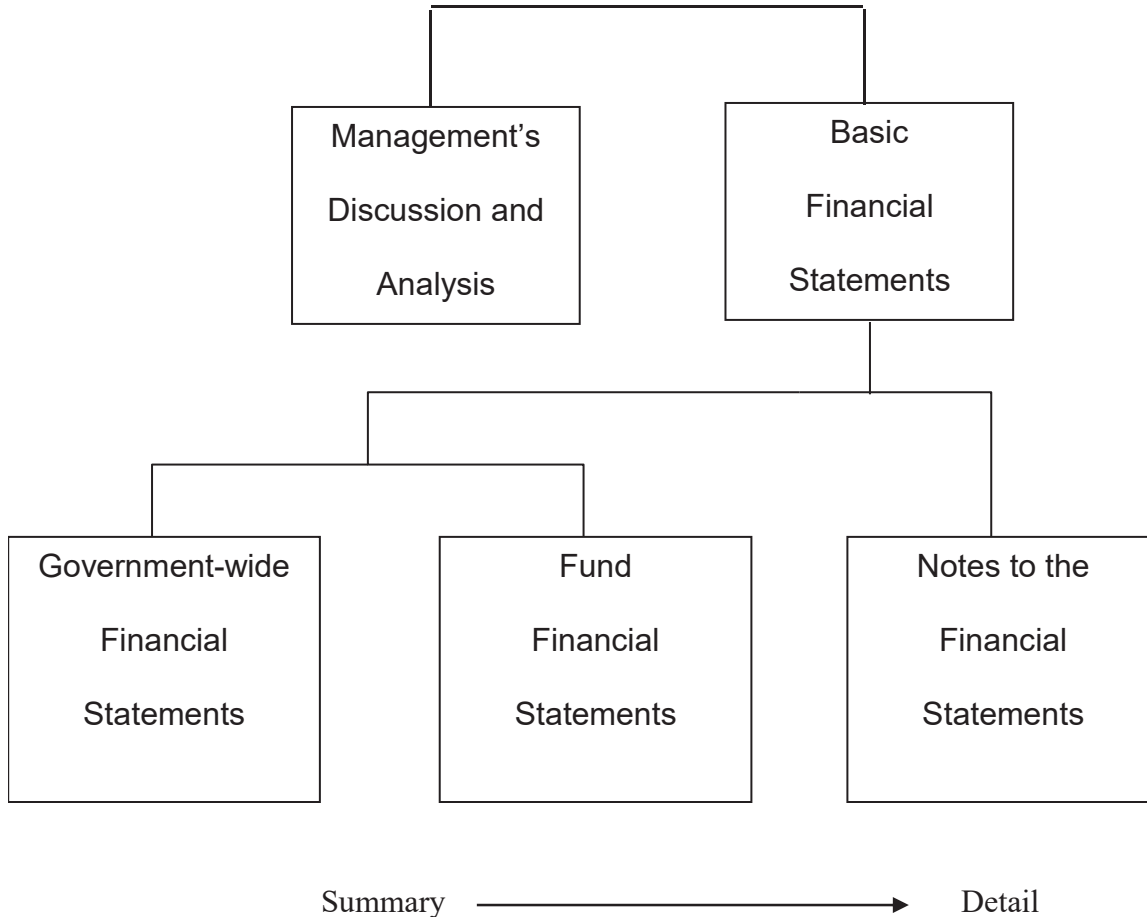 Management’s
Discussion and
Analysis
Basic
Financial
Statements
Government-wide
Financial
Statements
Fund
Financial
Statements
Notes to the
Financial
Statements
Summary
Detail